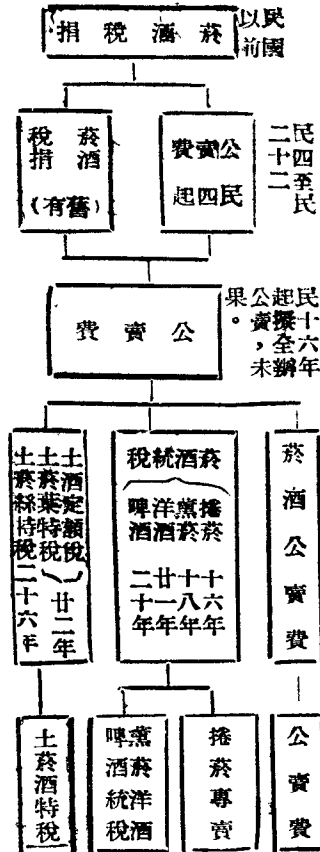 民國
以前
菸酒稅捐
民四至民
二十二
公賣費
民四起
菸酒
稅捐
(舊有)
民十六年
起擬全辦
公賣，未
果。
公賣費
菸酒公賣費
菸酒統稅
捲菸 十六年
薰菸 十八年
洋酒 廿一年
啤酒 二十年
土酒定額稅
土菸葉特稅 廿二年
土菸絲特稅二十六年
公賣費
捲菸專賣
薰菸洋酒
啤酒統稅
土菸酒特稅